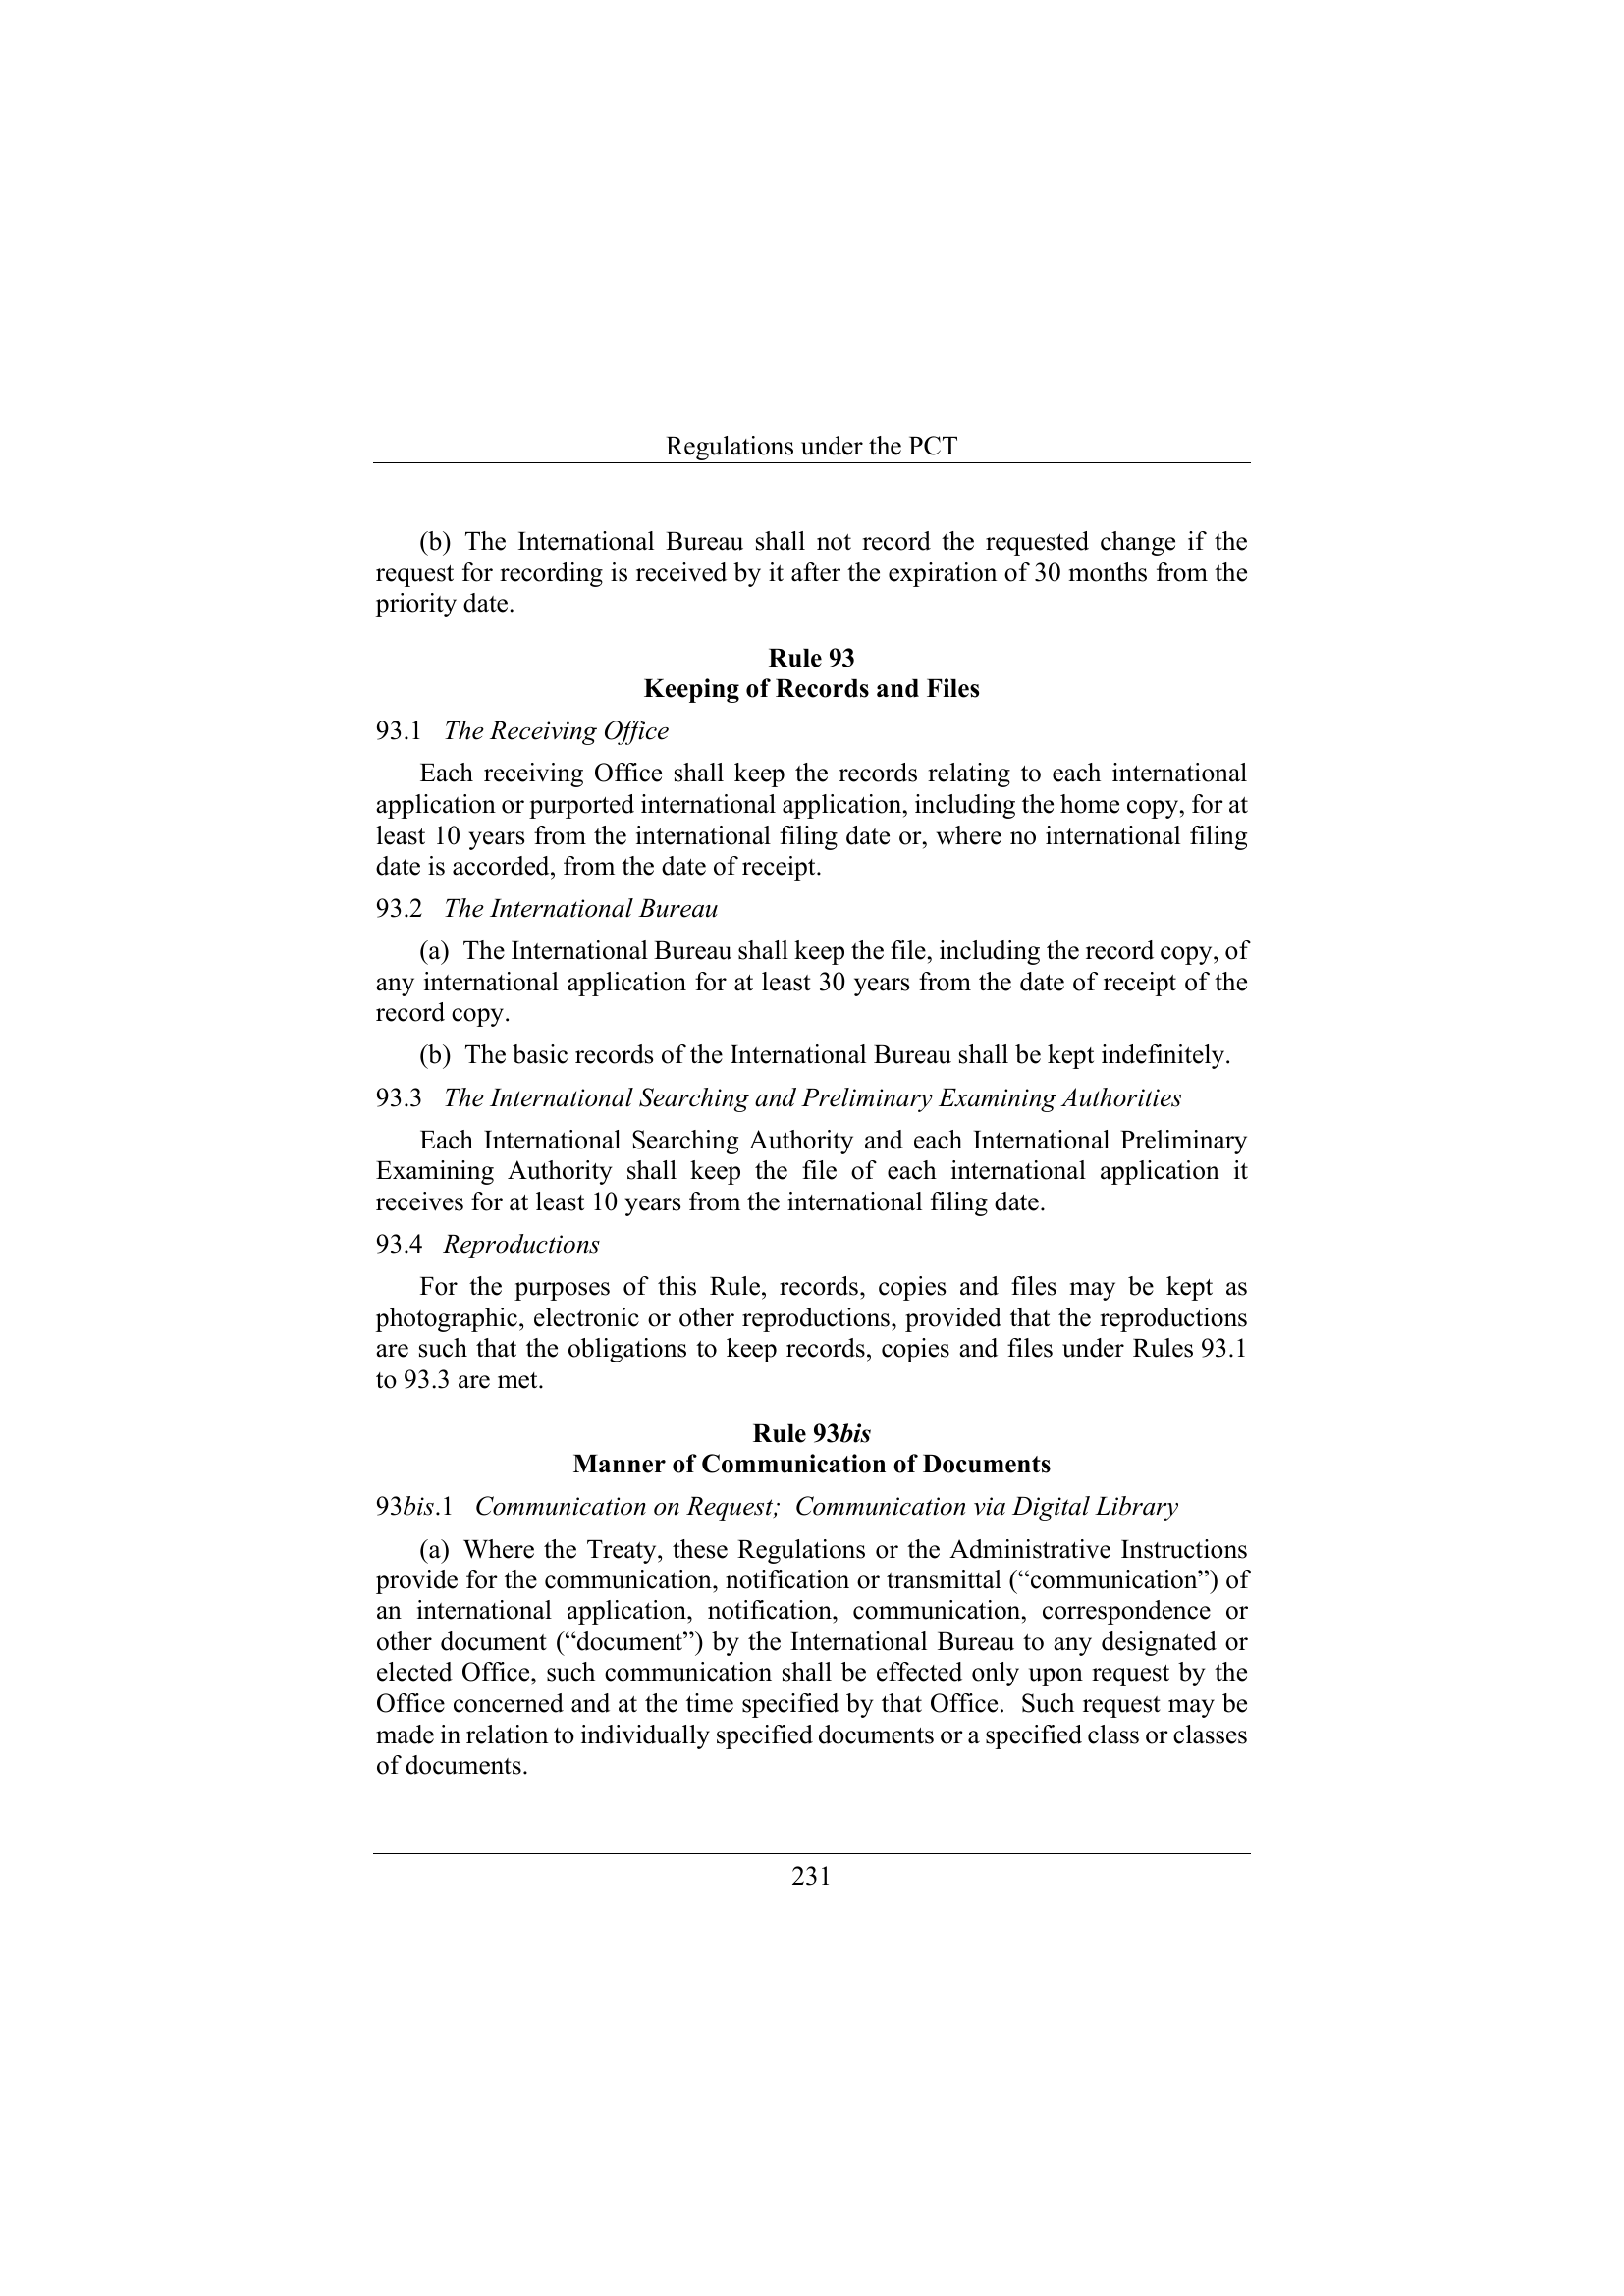 Regulations under the PCT
(b) The International Bureau shall not record the requested change if the
request for recording is received by it after the expiration of 30 months from the
priority date.
Rule 93
Keeping of Records and Files
93.1 The Receiving Office
Each receiving Office shall keep the records relating to each international
application or purported international application, including the home copy, for at
least 10 years from the international filing date or, where no international filing
date is accorded, from the date of receipt.
93.2 The International Bureau
(a) The International Bureau shall keep the file, including the record copy, of
any international application for at least 30 years from the date of receipt of the
record copy.
(b) The basic records of the International Bureau shall be kept indefinitely.
93.3 The International Searching and Preliminary Examining Authorities
Each International Searching Authority and each International Preliminary
Examining Authority shall keep the file of each international application it
receives for at least 10 years from the international filing date.
93.4 Reproductions
For the purposes of this Rule, records, copies and files may be kept as
photographic, electronic or other reproductions, provided that the reproductions
are such that the obligations to keep records, copies and files under Rules 93.1
to 93.3 are met.
Rule 93bis
Manner of Communication of Documents
93bis.1 Communication on Request; Communication via Digital Library
(a) Where the Treaty, these Regulations or the Administrative Instructions
provide for the communication, notification or transmittal (“communication”) of
an international application, notification, communication, correspondence or
other document (“document”) by the International Bureau to any designated or
elected Office, such communication shall be effected only upon request by the
Office concerned and at the time specified by that Office. Such request may be
made in relation to individually specified documents or a specified class or classes
of documents.
231